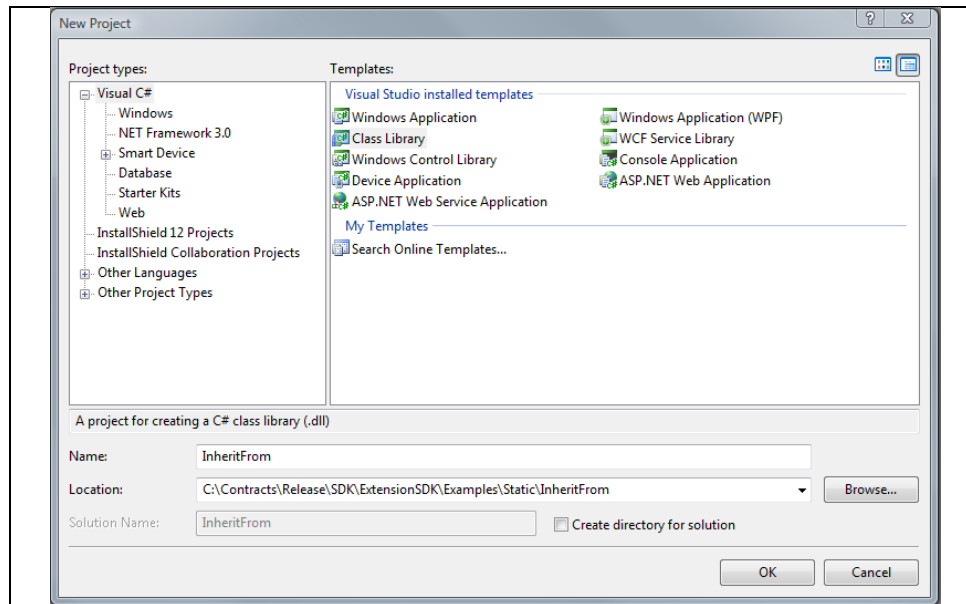 New Project
Project types:
Templates:
Visual C#
Windows
NET Framework 3.0
Smart Device
Database
Starter Kits
Web
InstallShield 12 Projects
InstallShield Collaboration Projects
Other Languages
Other Project Types
Visual Studio installed templates
Windows Application
Windows Application (WPF)
Class Library
WCF Service Library
Windows Control Library
Console Application
Device Application
ASP.NET Web Application
ASP.NET Web Service Application
My Templates
Search Online Templates...
A project for creating a C# class library (.dll)
Name:
InheritFrom
Location:
C:\Contracts\Release\SDK\ExtensionSDK\Examples\Static\InheritFrom
Browse...
Solution Name:
InheritFrom
Create directory for solution
OK
Cancel